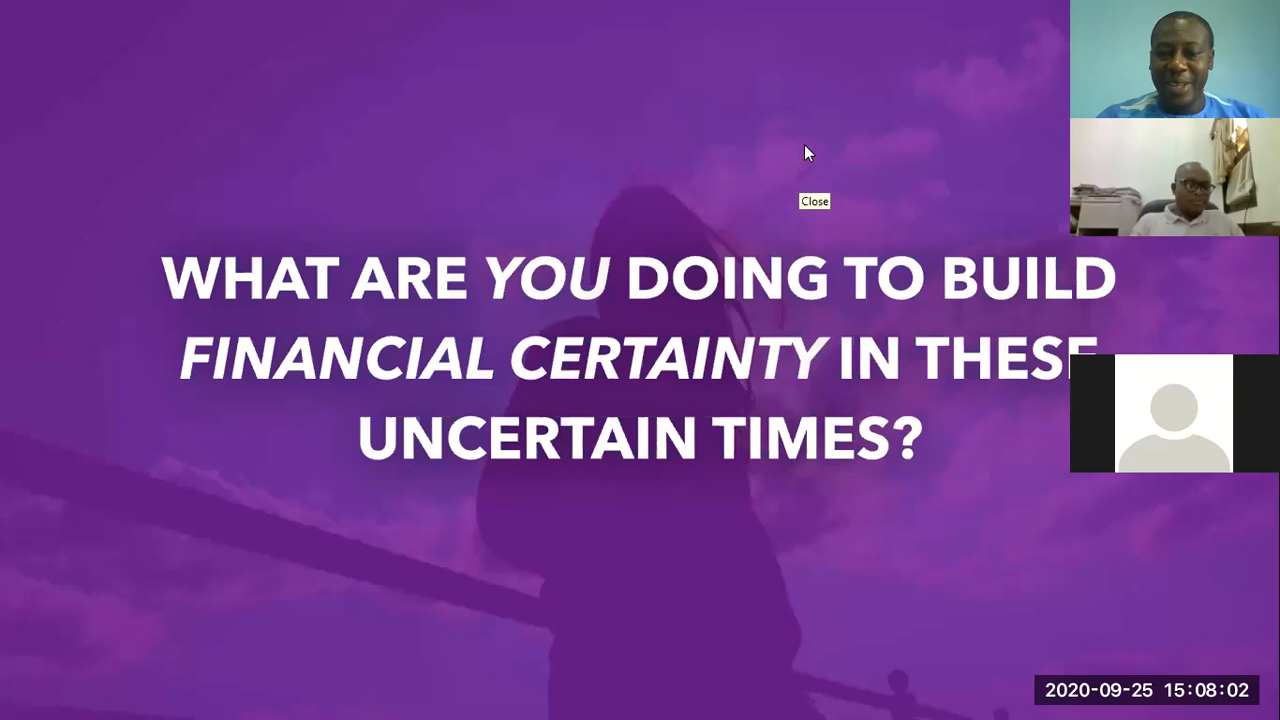 Close
WHAT ARE YOU DOING TO BUILD
FINANCIAL CERTAINTY IN THESE
UNCERTAIN TIMES?
2020-09-25 15:08:02